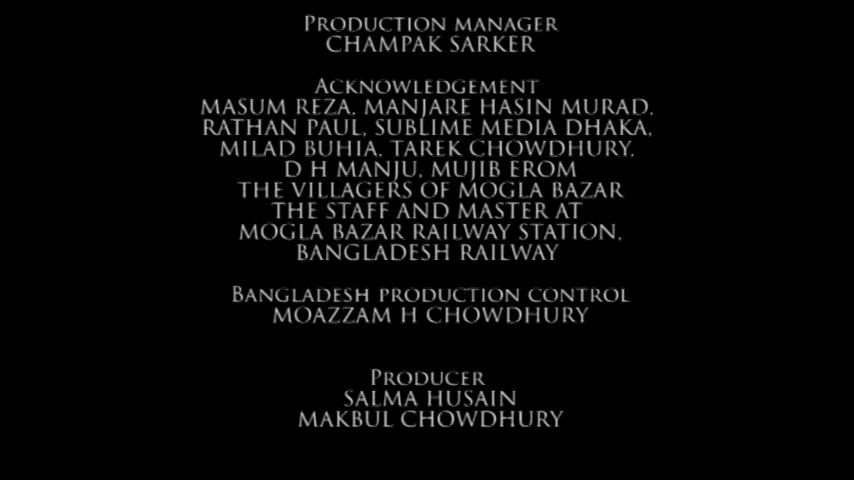 PRODUCTION MANAGER
CHAMPAK SARKER
ACKNOWLEDGEMENT
MASUM REZA, MANJARE HASIN MURAD,
RATHAN PAUL, SUBLIME MEDIA DHAKA,
MILAD BUHIA, TAREK CHOWDHURY,
D H MANJU, MUJIB EROM
THE VILLAGERS OF MOGLA BAZAR
THE STAFF AND MASTER AT
MOGLA BAZAR RAILWAY STATION,
BANGLADESH RAILWAY
BANGLADESH PRODUCTION CONTROL
MOAZZAM H CHOWDHURY
PRODUCER
SALMA HUSAIN
MAKBUL CHOWDHURY